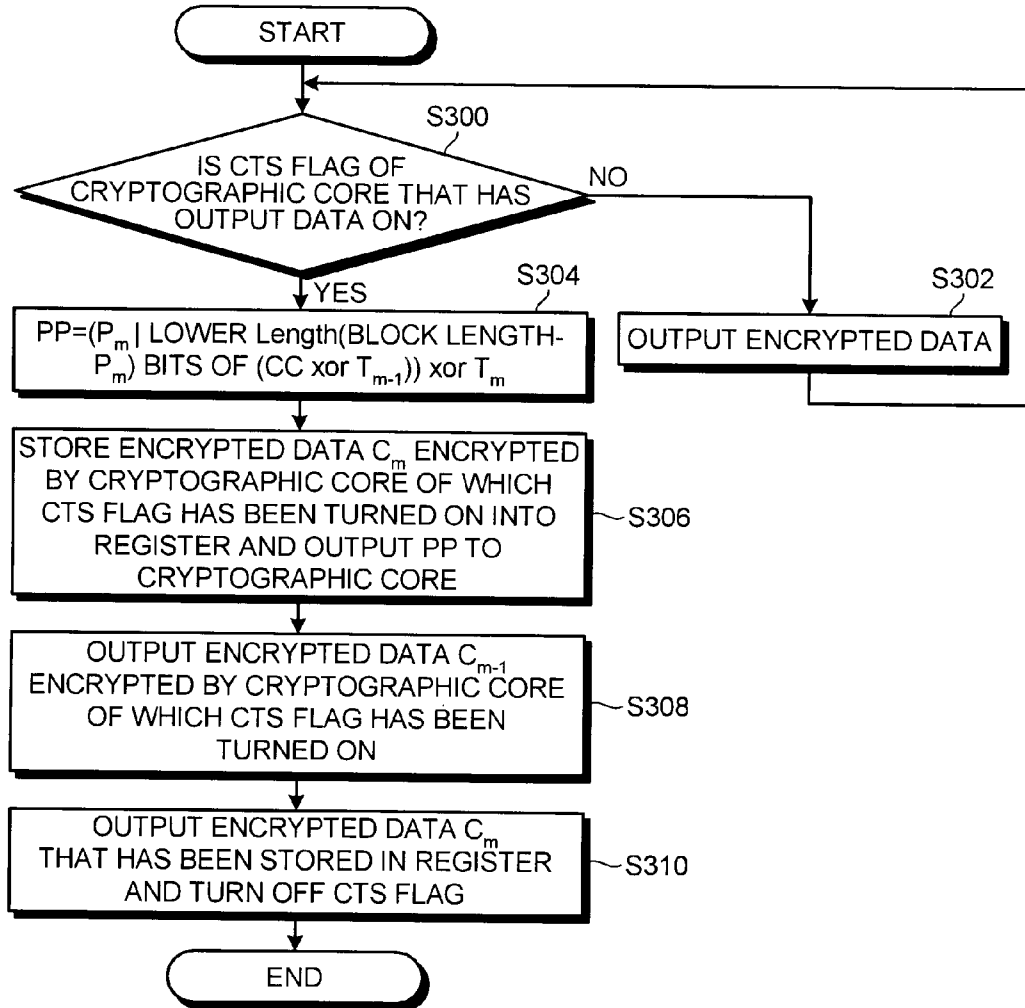 START
S300
IS CTS FLAG OF
CRYPTOGRAPHIC CORE THAT HAS
OUTPUT DATA ON?
NO
YES
S304
PP=(Pm| LOWER Length(BLOCK LENGTH-
Pm) BITS OF (CC xor Tm-1)) xor Tm
S302
OUTPUT ENCRYPTED DATA
STORE ENCRYPTED DATA Cm ENCRYPTED
BY CRYPTOGRAPHIC CORE OF WHICH
CTS FLAG HAS BEEN TURNED ON INTO
REGISTER AND OUTPUT PP TO
CRYPTOGRAPHIC CORE
S306
OUTPUT ENCRYPTED DATA Cm-1
ENCRYPTED BY CRYPTOGRAPHIC CORE
OF WHICH CTS FLAG HAS BEEN
TURNED ON
S308
OUTPUT ENCRYPTED DATA Cm
THAT HAS BEEN STORED IN REGISTER
AND TURN OFF CTS FLAG
S310
END